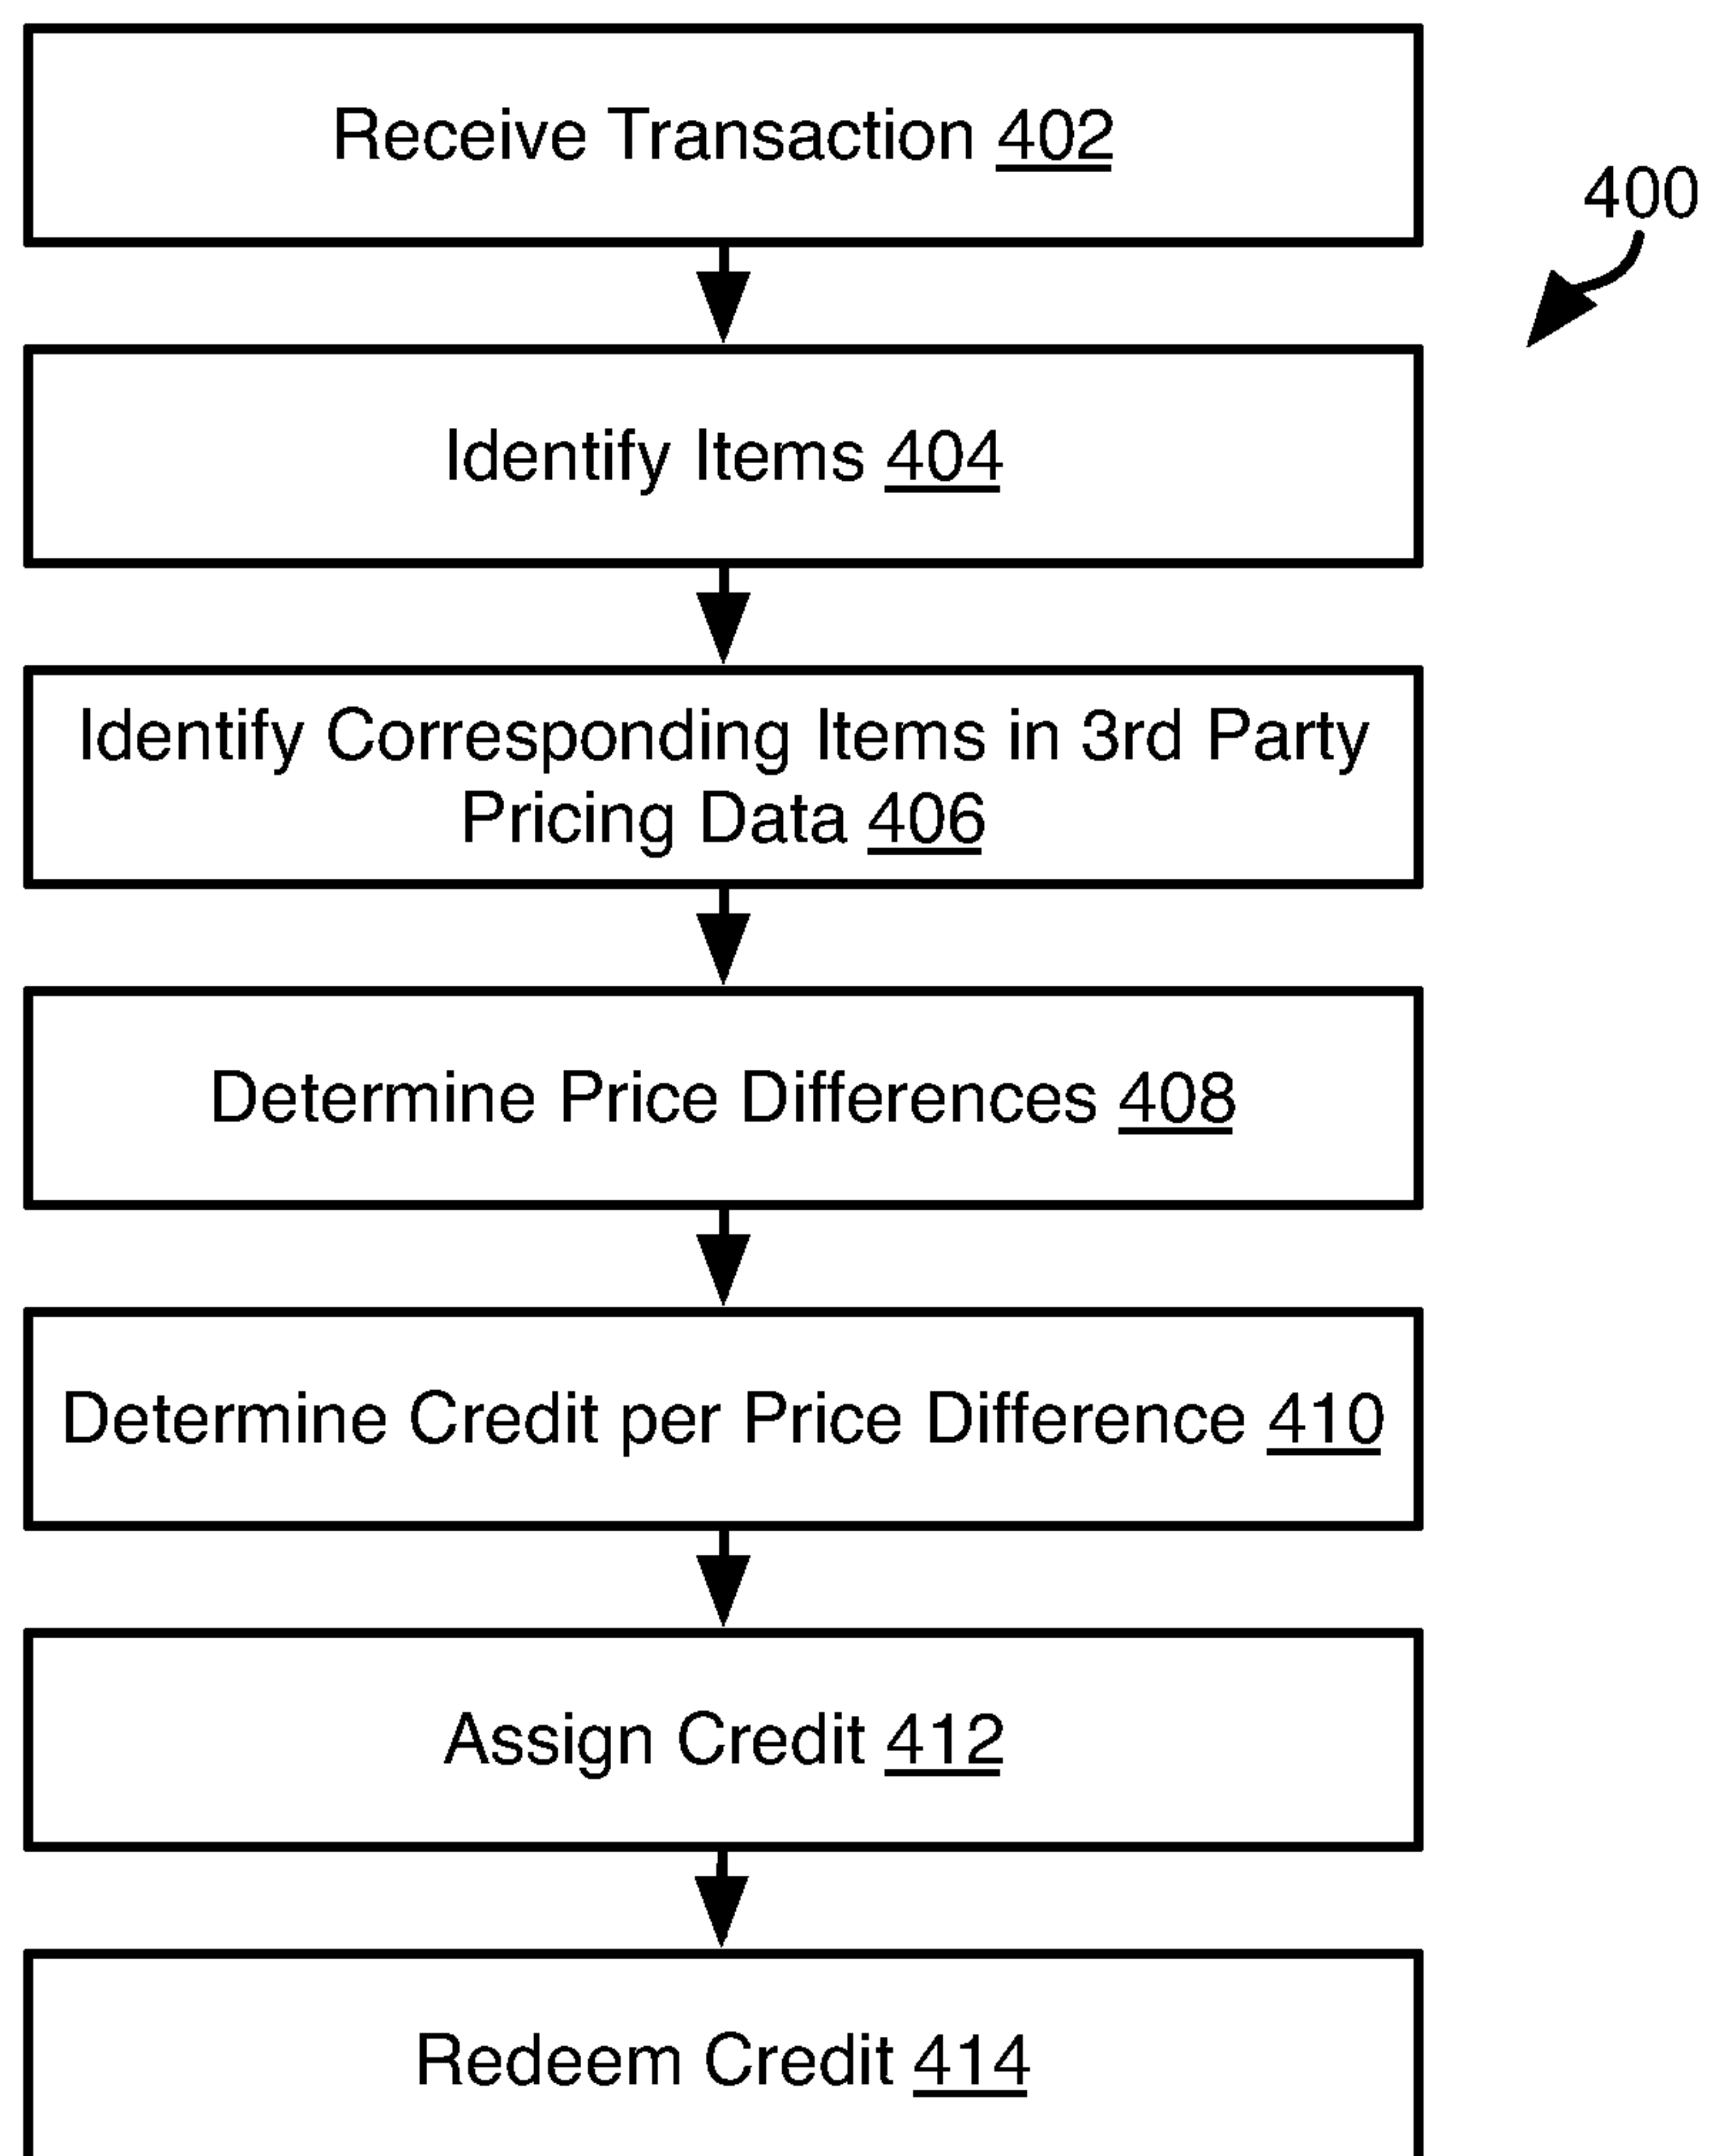 Receive Transaction 402
400
Identify Items 404
Identify Corresponding Items in 3rd Party
Pricing Data 406
Determine Price Differences 408
Determine Credit per Price Difference 410
Assign Credit 412
Redeem Credit 414